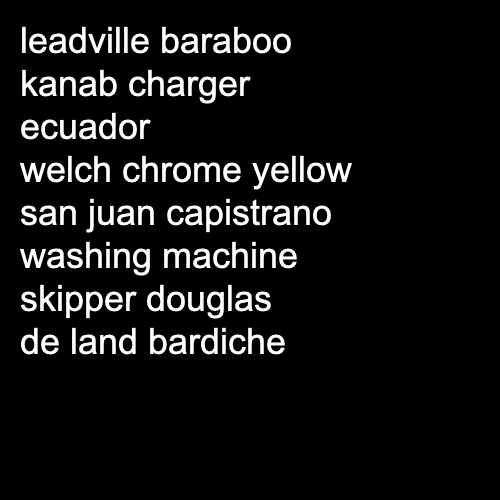 leadville baraboo
kanab charger
ecuador
welch chrome yellow
san juan capistrano
washing machine
skipper douglas
de land bardiche